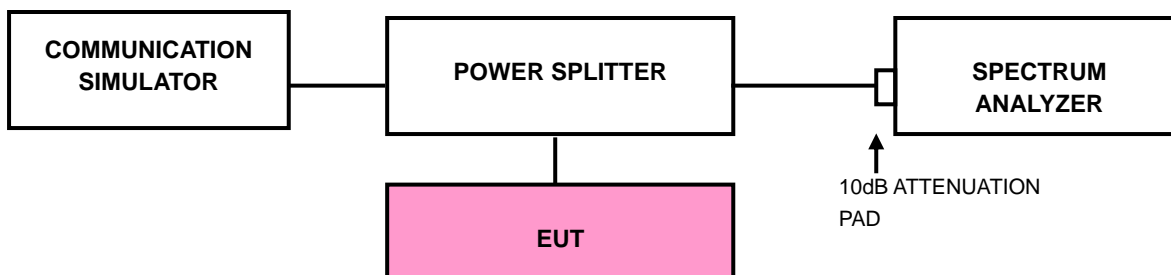 COMMUNICATION
SIMULATOR
POWER SPLITTER
SPECTRUM
ANALYZER
10dB ATTENUATION
PAD
EUT